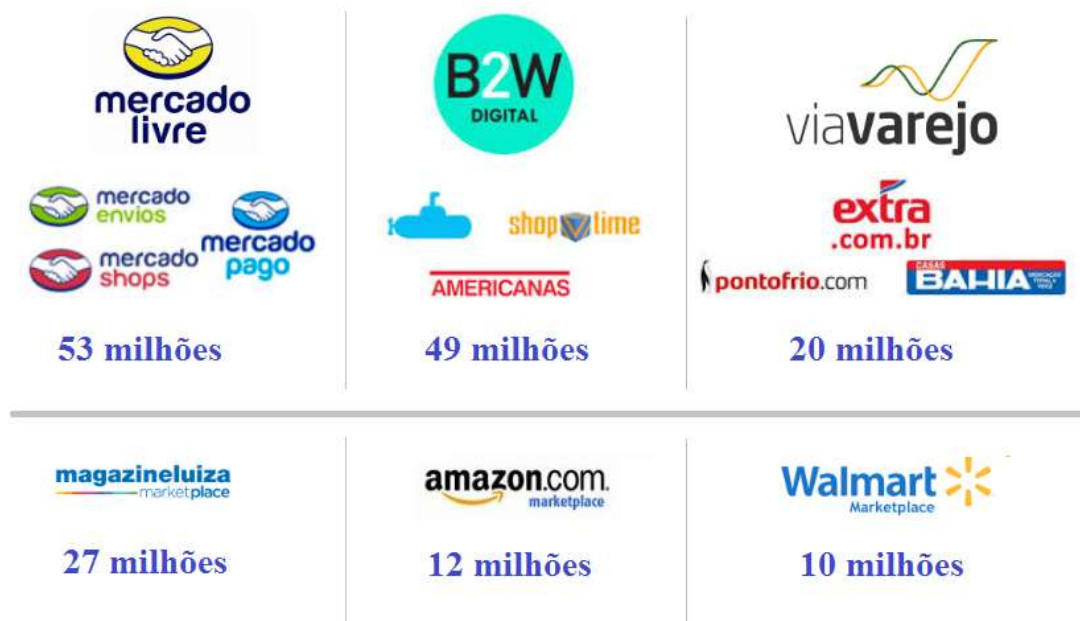 mercado
livre
B2W
DIGITAL
viavarejo
mercado
envios
mercado
shops
mercado
pago
shoptime
AMERICANAS
extra
.com.br
pontofrio.com
CASAS
BAHIA
53 milhões
49 milhões
20 milhões
magazineluiza
marketplace
amazon.com.
marketplace
Walmart
Marketplace
27 milhões
12 milhões
10 milhões